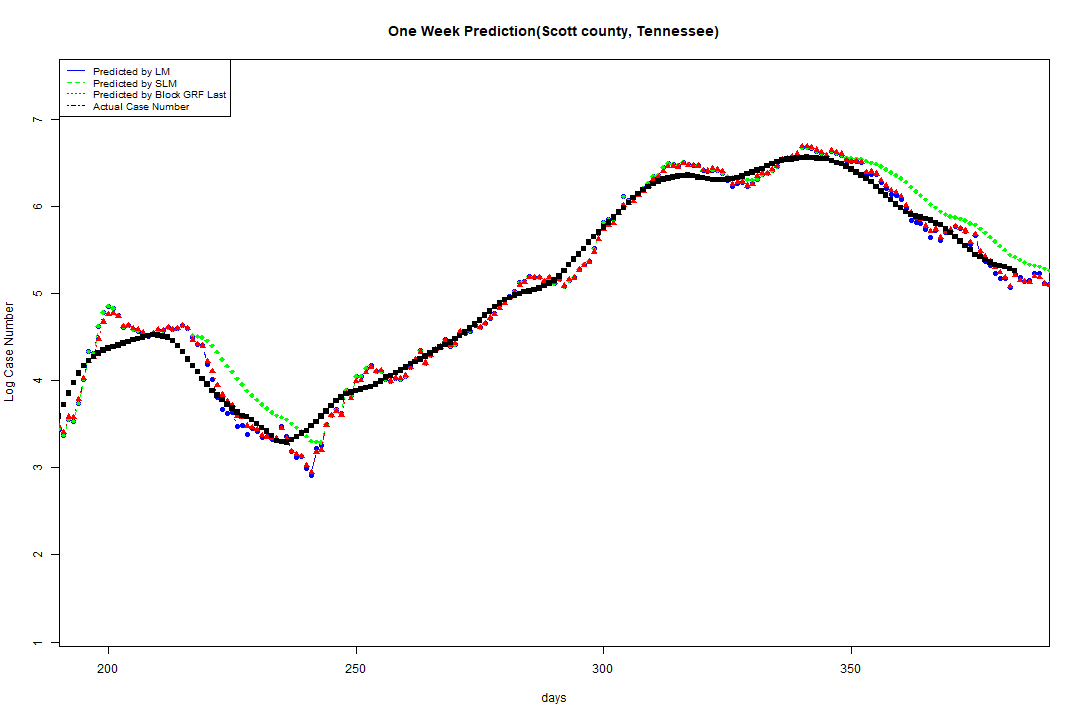 One Week Prediction(Scott county, Tennessee)
Predicted by LM
Predicted by SLM
Predicted by Block GRF Last
Actual Case Number
Log Case Number
7
6
5
4
3
2
1
200
250
300
350
days